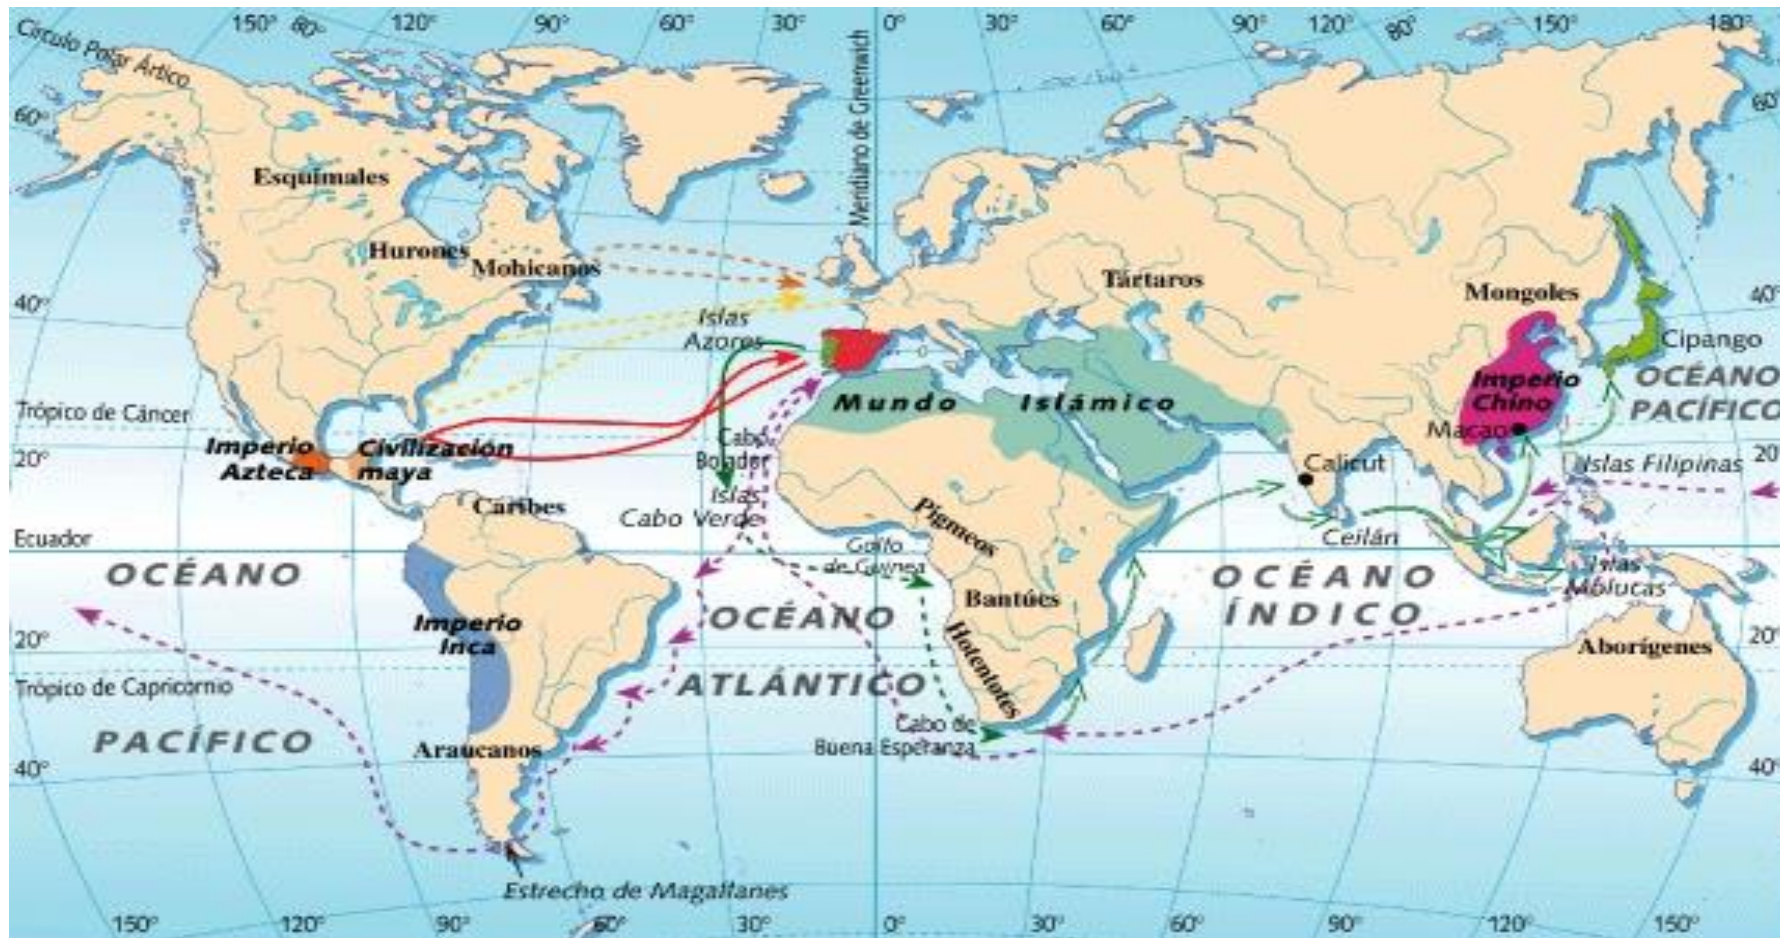 150° 80° 120° 90° 60° 30° 0° 30° 60° 90° 120° 80° 150° 180°
Círculo Polar Ártico
Meridiano de Greenwich
60°
60°
Esquimales
Hurones
Mohicanos
Tártaros
Mongoles
40°
40°
Islas
Azores
Cipango
Imperio
Chino
OCÉANO
PACÍFICO
Mundo Islámico
Trópico de Cáncer
Macao
Imperio
Azteca
Civilización
maya
Cabo
Bojador
20°
20°
Calicut
Islas Filipinas
Islas
Cabo Verde
Caribes
Pigmeos
Ceilán
Ecuador
Golfo
de Guinea
Islas
Molucas
OCÉANO
PACÍFICO
OCÉANO
ATLÁNTICO
OCÉANO
ÍNDICO
Bantúes
Imperio
Inca
Hotenlotes
Aborígenes
20°
20°
Trópico de Capricornio
Cabo de
Buena Esperanza
Araucanos
40°
40°
Estrecho de Magallanes
150° 120° 90° 60° 0° 30° 60° 90° 120° 150°